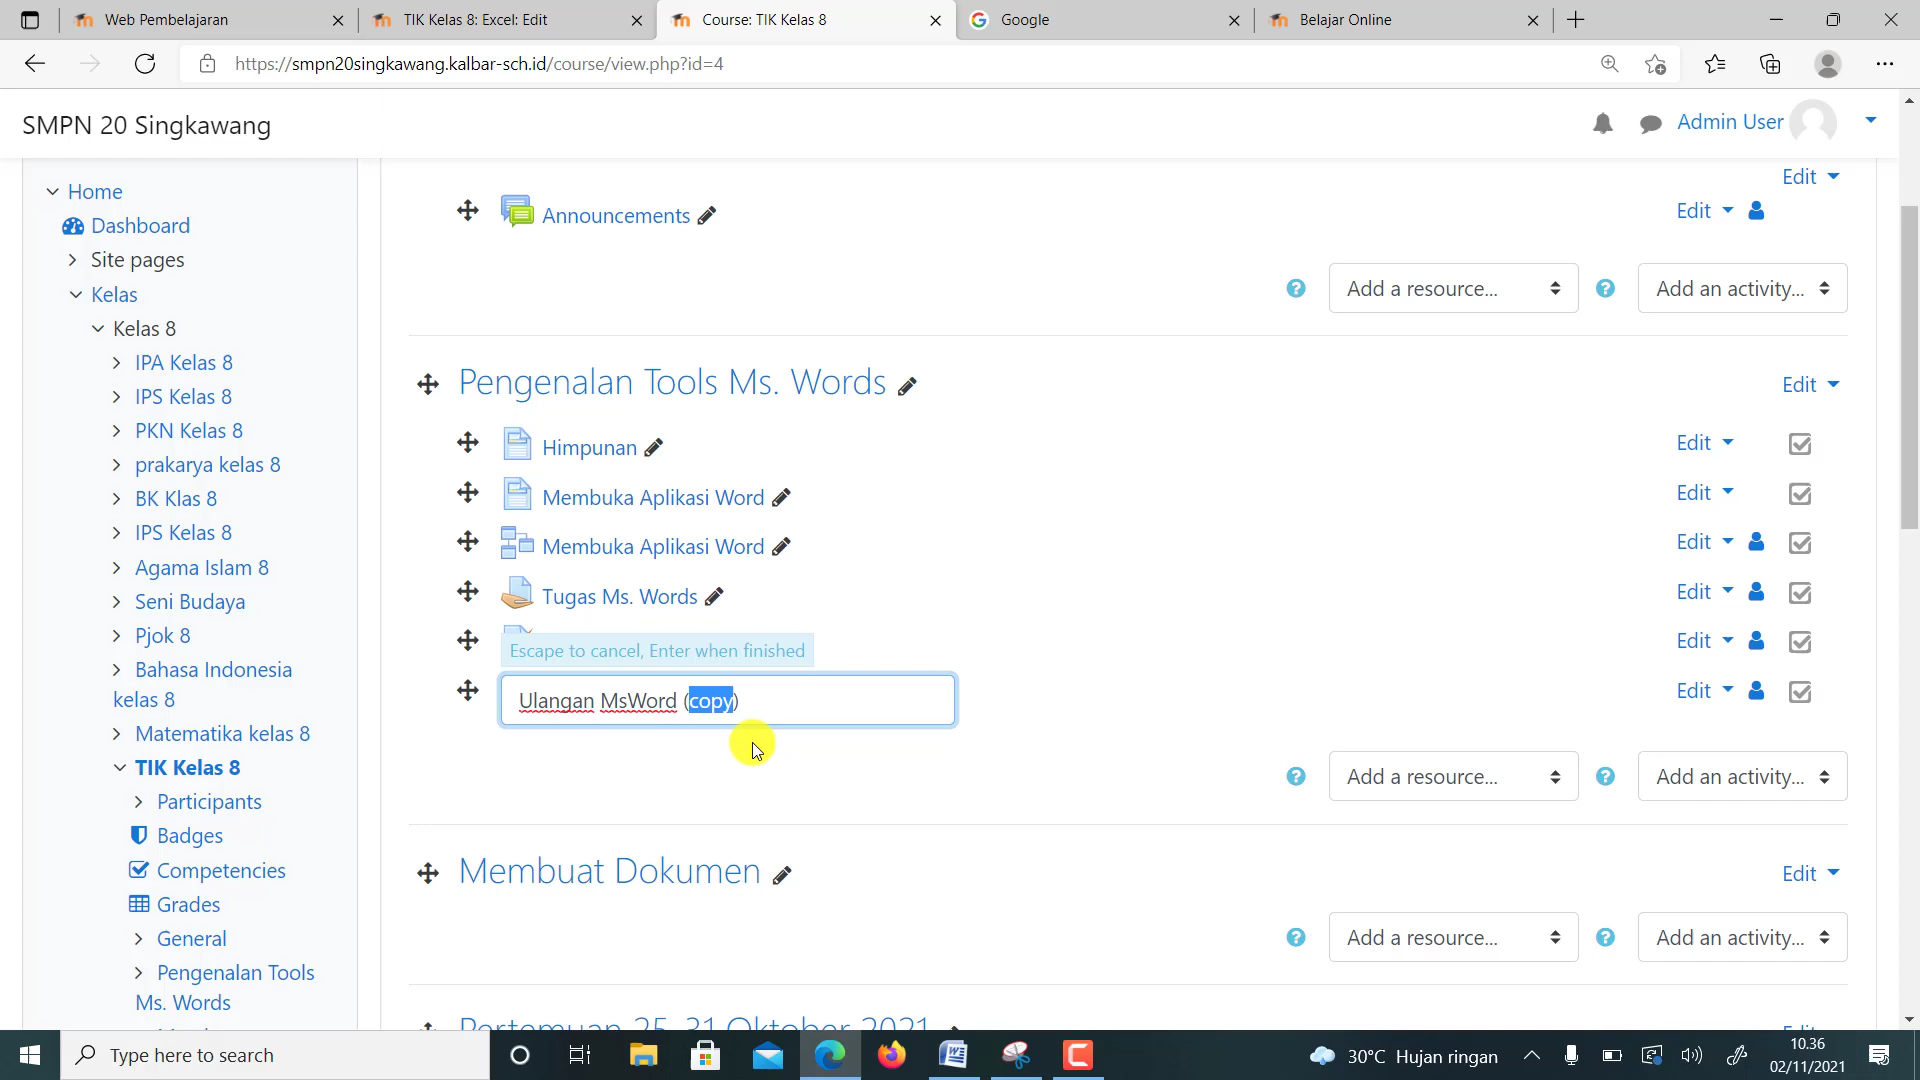 Web Pembelajaran
TIK Kelas 8: Excel: Edit
Course: TIK Kelas 8
Google
Belajar Online
https://smpn20singkawang.kalbar-sch.id/course/view.php?id=4
SMPN 20 Singkawang
Admin User
Home
Dashboard
Site pages
Kelas
Kelas 8
IPA Kelas 8
IPS Kelas 8
PKN Kelas 8
prakarya kelas 8
BK Klas 8
IPS Kelas 8
Agama Islam 8
Seni Budaya
Pjok 8
Bahasa Indonesia
kelas 8
Matematika kelas 8
TIK Kelas 8
Participants
Badges
Competencies
Grades
General
Pengenalan Tools
Ms. Words
Edit
Announcements
Edit
Add a resource...
Add an activity...
Pengenalan Tools Ms. Words
Edit
Himpunan
Edit
Membuka Aplikasi Word
Edit
Membuka Aplikasi Word
Edit
Tugas Ms. Words
Edit
Escape to cancel, Enter when finished
Edit
Ulangan MsWord (copy)
Edit
Add a resource...
Add an activity...
Membuat Dokumen
Edit
Add a resource...
Add an activity...
Pertemuan 25-31 Oktober 2021
Edit
Type here to search
30°C Hujan ringan
10.36
02/11/2021